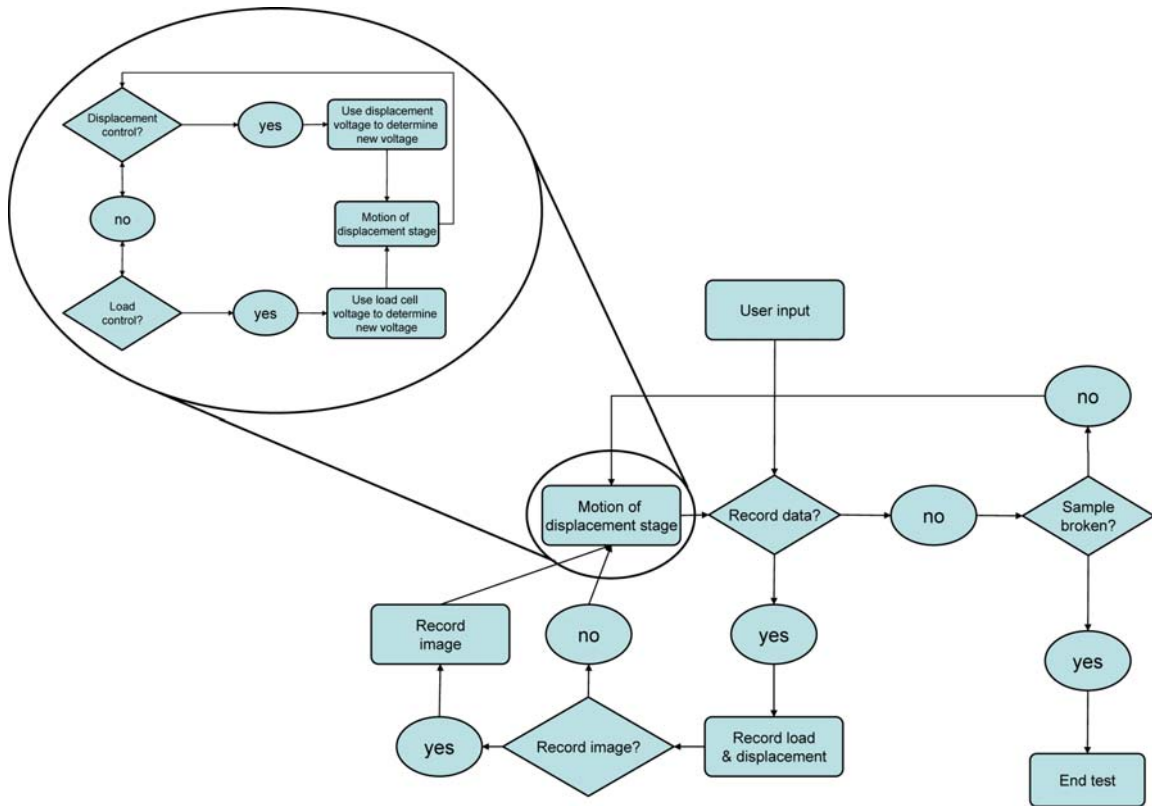 Displacement
control?
yes
Use displacement
voltage to determine
new voltage
no
Motion of
displacement stage
Load
control?
yes
Use load cell
voltage to determine
new voltage
User input
no
Motion of
displacement stage
Record data?
no
Sample
broken?
Record
image
no
yes
yes
yes
Record image?
Record load
& displacement
End test